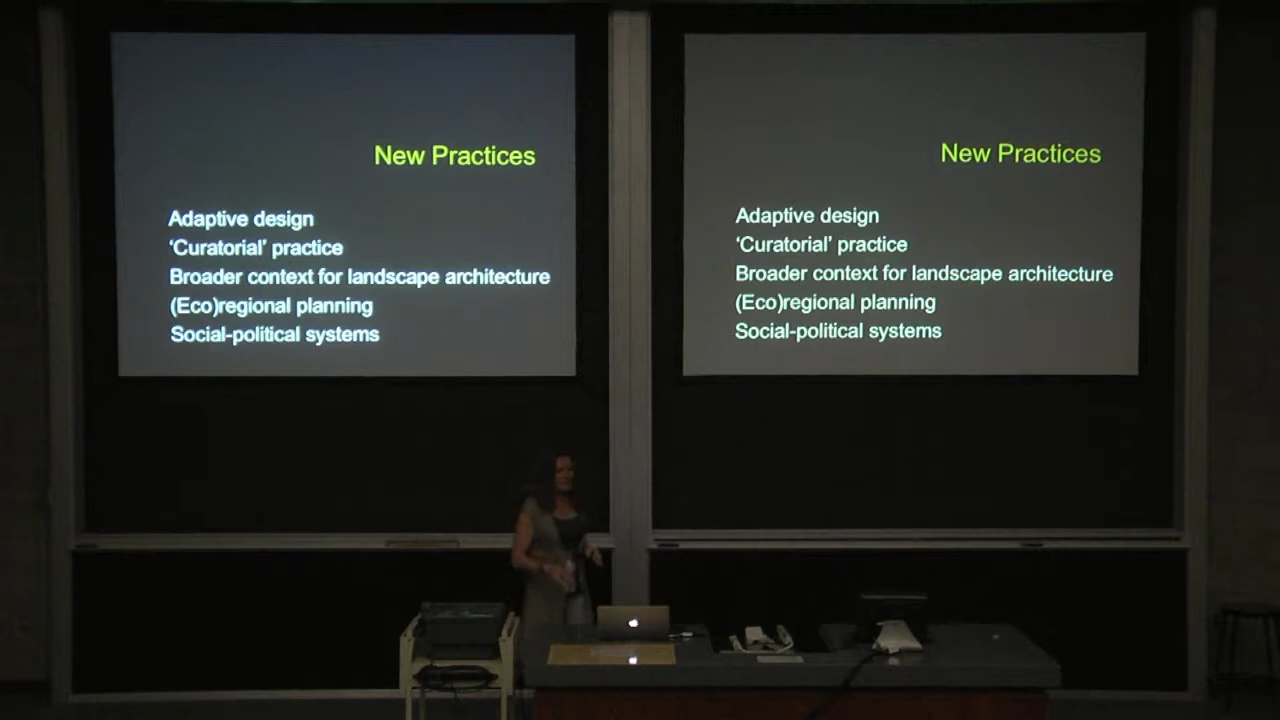 New Practices
Adaptive design
‘Curatorial’ practice
Broader context for landscape architecture
(Eco)regional planning
Social-political systems
New Practices
Adaptive design
‘Curatorial’ practice
Broader context for landscape architecture
(Eco)regional planning
Social-political systems